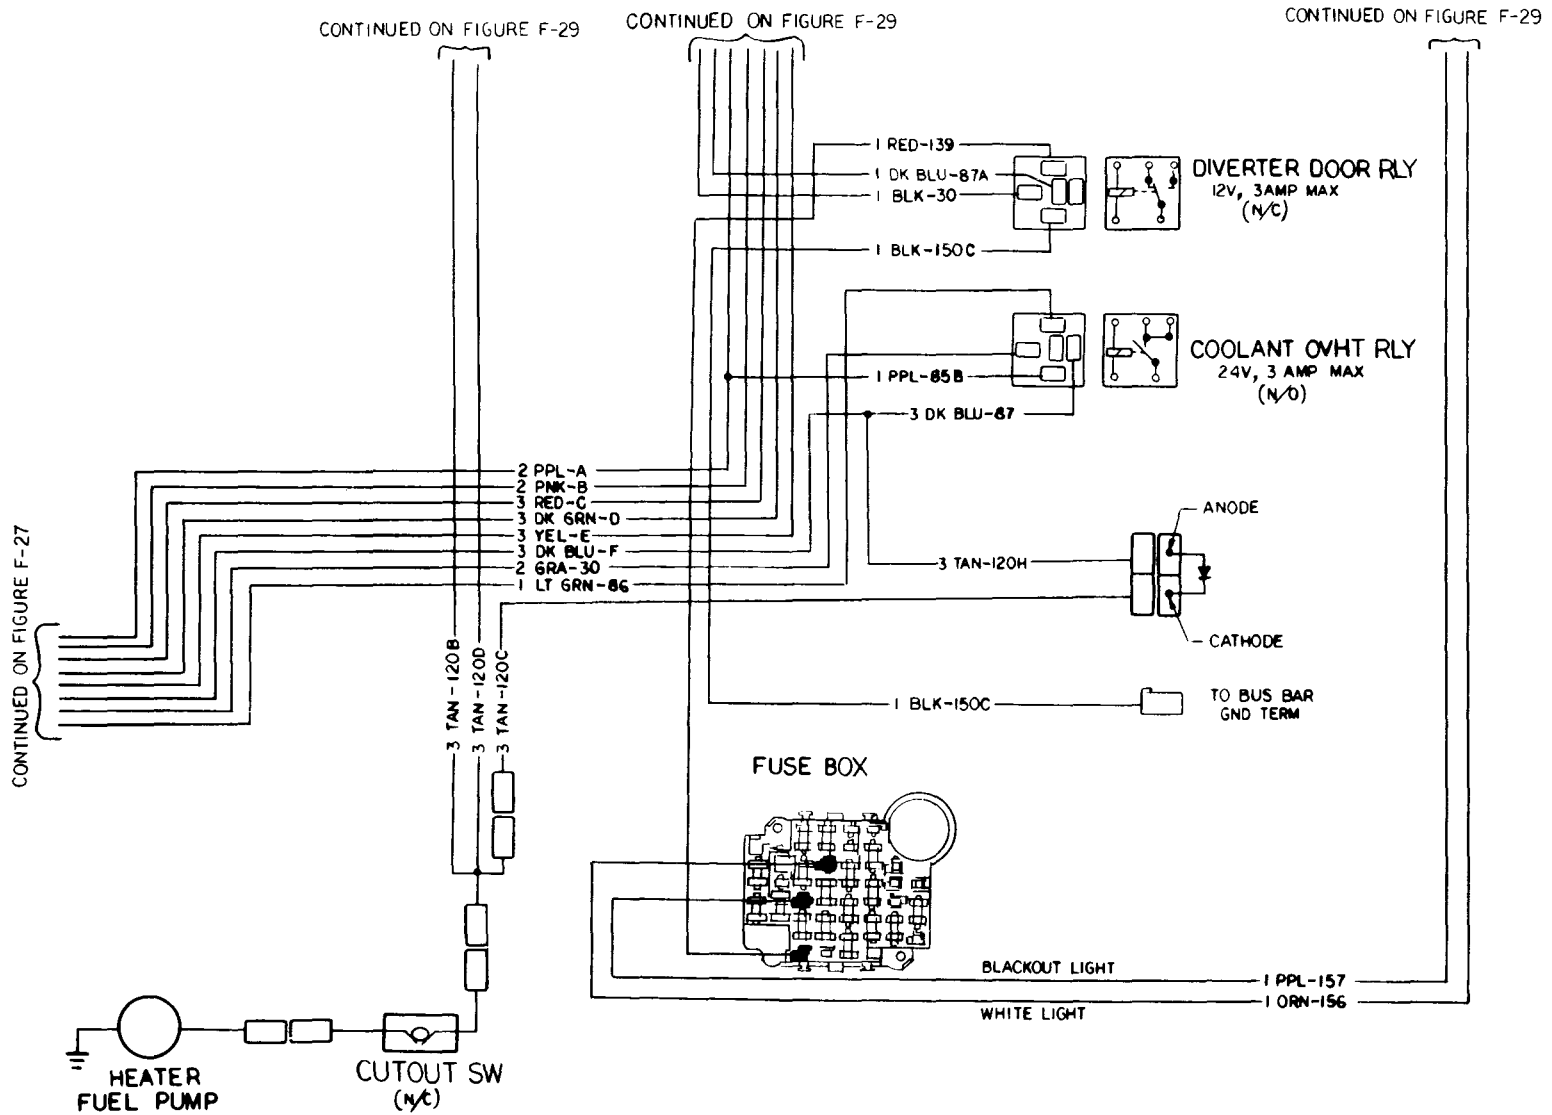 CONTINUED ON FIGURE F-29
CONTINUED ON FIGURE F-29
CONTINUED ON FIGURE F-29
1 RED-139
1 DK BLU-87A
1 BLK-30
1 BLK-150C
DIVERTER DOOR RLY
12V, 3AMP MAX
(N/C)
1 PPL-85B
3 DK BLU-87
COOLANT OVHT RLY
24V, 3 AMP MAX
(N/O)
2 PPL-A
2 PNK-B
3 RED-C
3 DK GRN-D
3 YEL-E
3 DK BLU-F
2 GRA-30
1 LT GRN-86
ANODE
3 TAN-120H
CATHODE
CONTINUED ON FIGURE F-27
3 TAN-120B
3 TAN-120D
3 TAN-120C
1 BLK-150C
TO BUS BAR
GND TERM
FUSE BOX
BLACKOUT LIGHT
1 PPL-157
WHITE LIGHT
1 ORN-156
HEATER
FUEL PUMP
CUTOUT SW
(N/C)